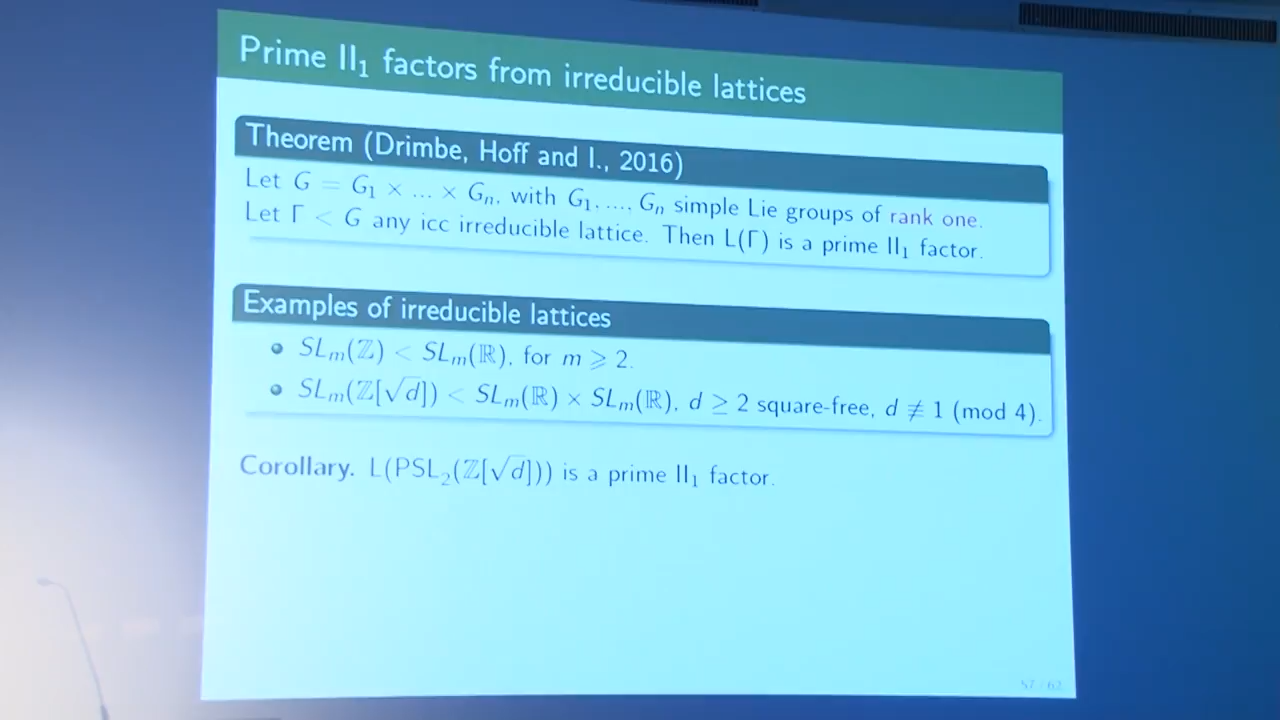 Prime II₁ factors from irreducible lattices
Theorem (Drimbe, Hoff and I., 2016)
Let G = G₁ × ... × Gₙ, with G₁, ..., Gₙ simple Lie groups of rank one.
Let Γ < G any icc irreducible lattice. Then L(Γ) is a prime II₁ factor.
Examples of irreducible lattices
• SLₘ(ℤ) < SLₘ(ℝ), for m ⩾ 2.
• SLₘ(ℤ[√d]) < SLₘ(ℝ) × SLₘ(ℝ), d ≥ 2 square-free, d ≢ 1 (mod 4).
Corollary. L(PSL₂(ℤ[√d])) is a prime II₁ factor.
57 / 62